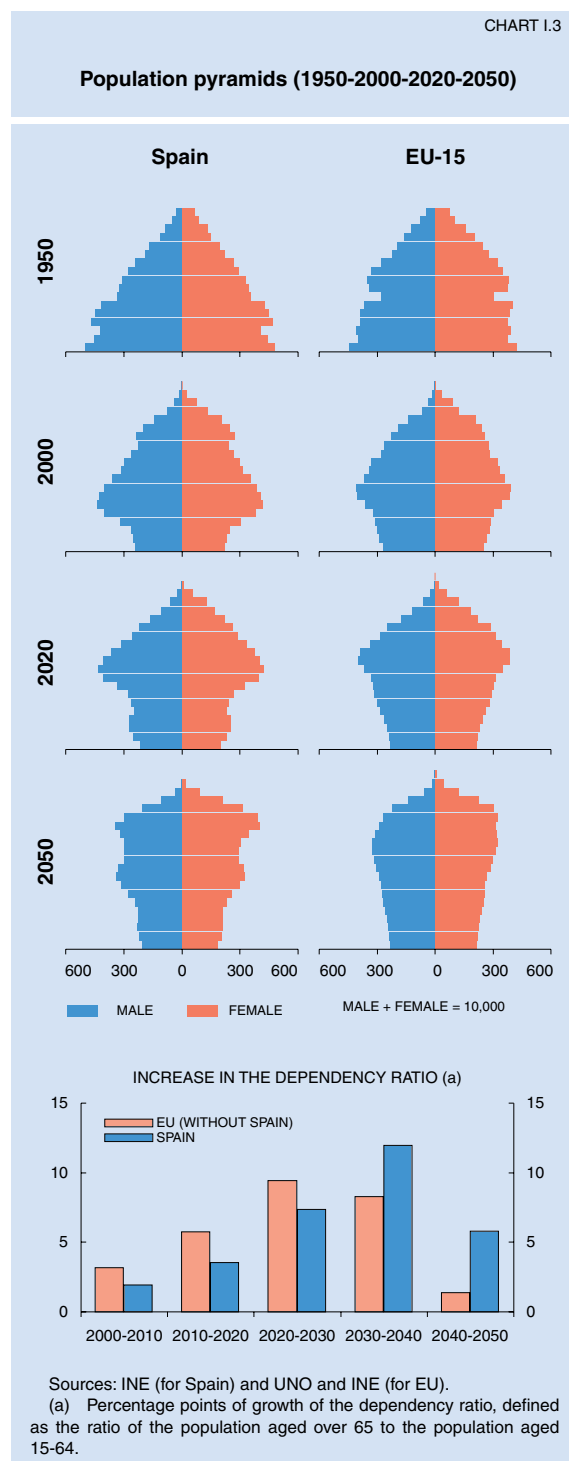 CHART I.3
Population pyramids (1950-2000-2020-2050)
Spain
EU-15
1950
2000
2020
2050
600 300 0 300 600
600 300 0 300 600
MALE
FEMALE
MALE + FEMALE = 10,000
INCREASE IN THE DEPENDENCY RATIO (a)
15
10
5
0
15
10
5
0
EU (WITHOUT SPAIN)
SPAIN
2000-2010 2010-2020 2020-2030 2030-2040 2040-2050
Sources: INE (for Spain) and UNO and INE (for EU).
(a) Percentage points of growth of the dependency ratio, defined
as the ratio of the population aged over 65 to the population aged
15-64.